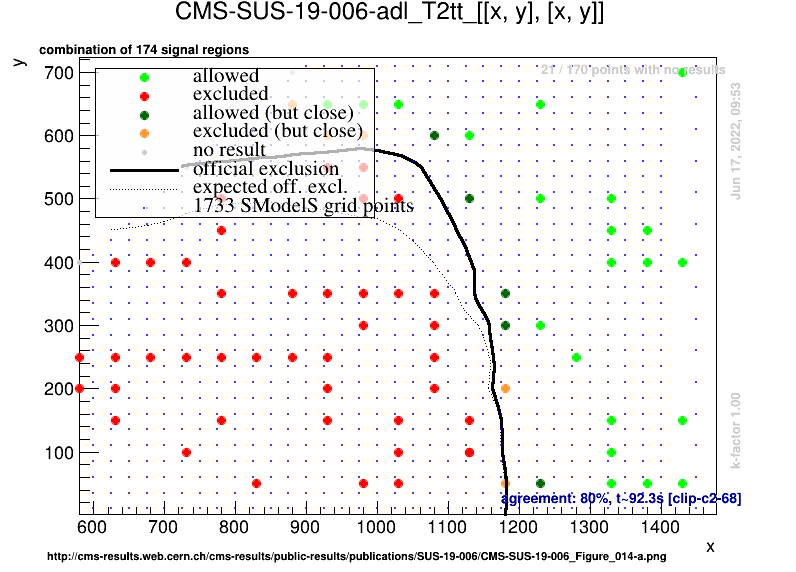 CMS-SUS-19-006-adl_T2tt_[[x, y], [x, y]]
combination of 174 signal regions
y
21 / 170 points with no results
allowed
excluded
allowed (but close)
excluded (but close)
no result
official exclusion
expected off. excl.
1733 SModelS grid points
700
600
500
400
300
200
100
Jun 17, 2022, 09:53
k-factor 1.00
agreement: 80%, t~92.3s [clip-c2-68]
600 700 800 900 1000 1100 1200 1300 1400
x
http://cms-results.web.cern.ch/cms-results/public-results/publications/SUS-19-006/CMS-SUS-19-006_Figure_014-a.png